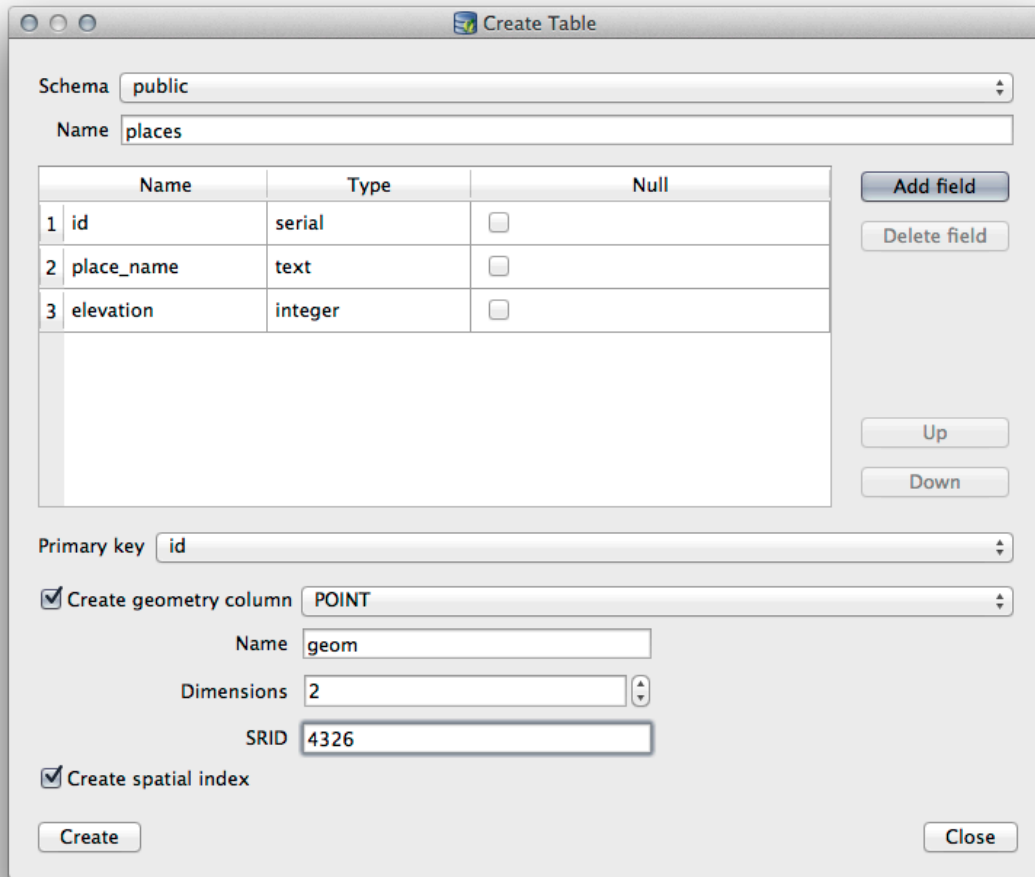 Create Table
Schema public
Name places
Name Type Null
1 id serial
2 place_name text
3 elevation integer
Add field
Delete field
Up
Down
Primary key id
Create geometry column POINT
Name geom
Dimensions 2
SRID 4326
Create spatial index
Create Close